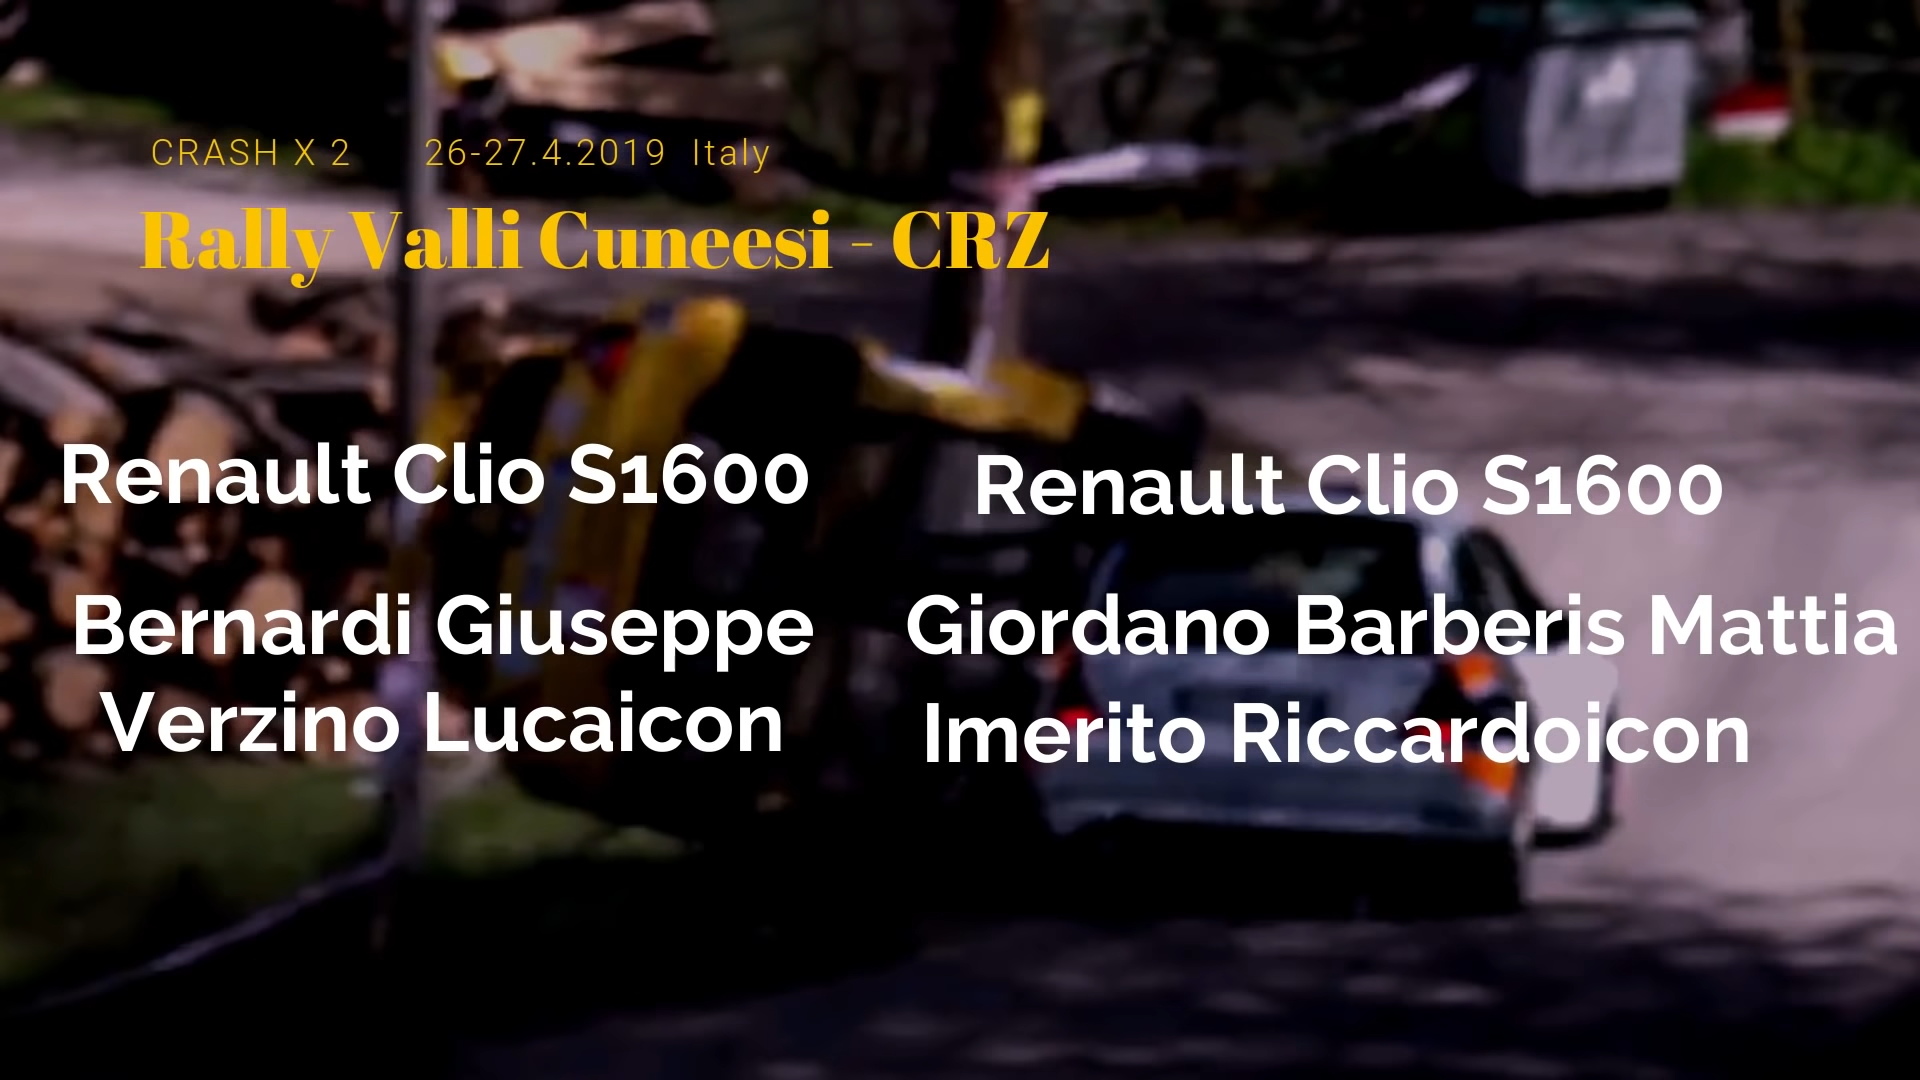 CRASH X 2 26-27.4.2019 Italy
Rally Valli Cuneesi - CRZ
Renault Clio S1600
Bernardi Giuseppe
Verzino Lucaicon
Renault Clio S1600
Giordano Barberis Mattia
Imerito Riccardoicon